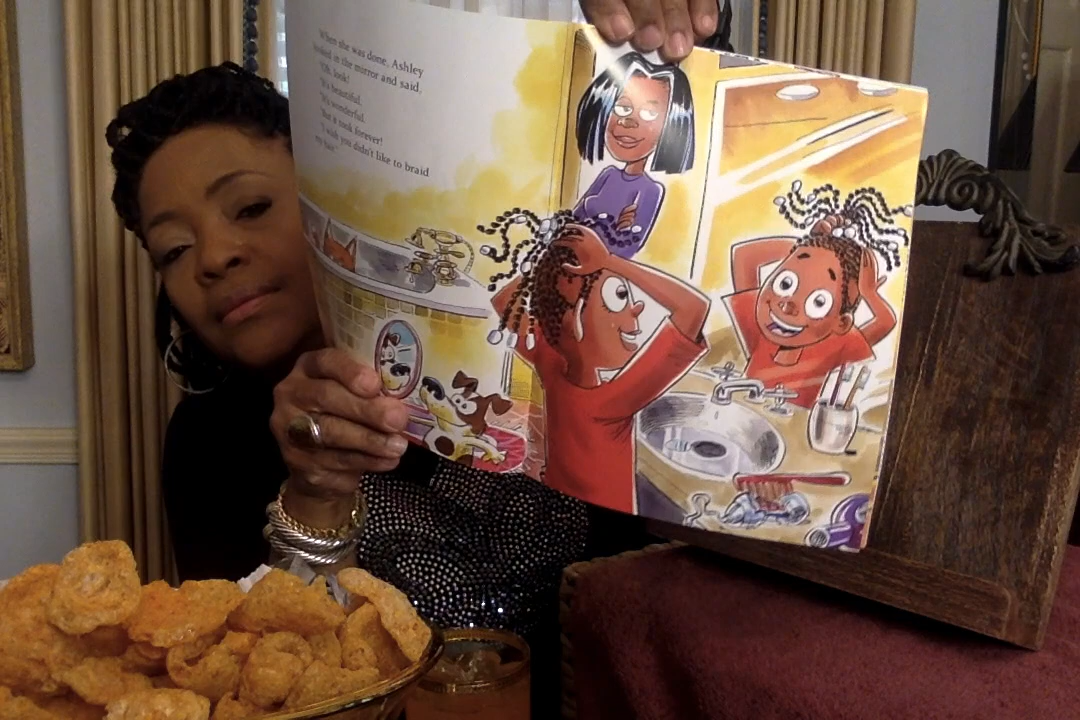 When she was done, Ashley
looked in the mirror and said,
"Oh, look!
It's beautiful.
It's wonderful.
But it took forever!
I wish you didn't like to braid
my hair."